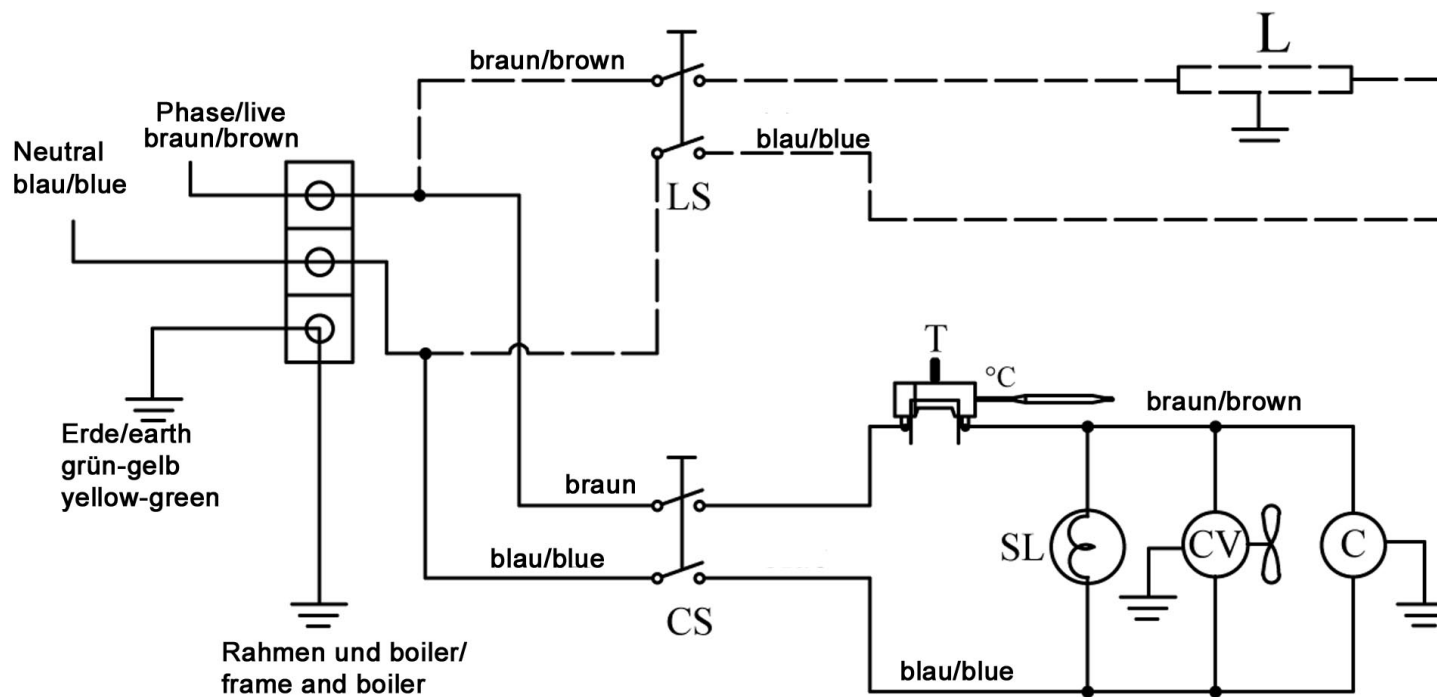 braun/brown
L
Phase/live
braun/brown
Neutral
blau/blue
blau/blue
LS
T
°C
braun/brown
Erde/earth
grün-gelb
yellow-green
braun
blau/blue
SL
CV
C
CS
Rahmen und boiler/
frame and boiler
blau/blue